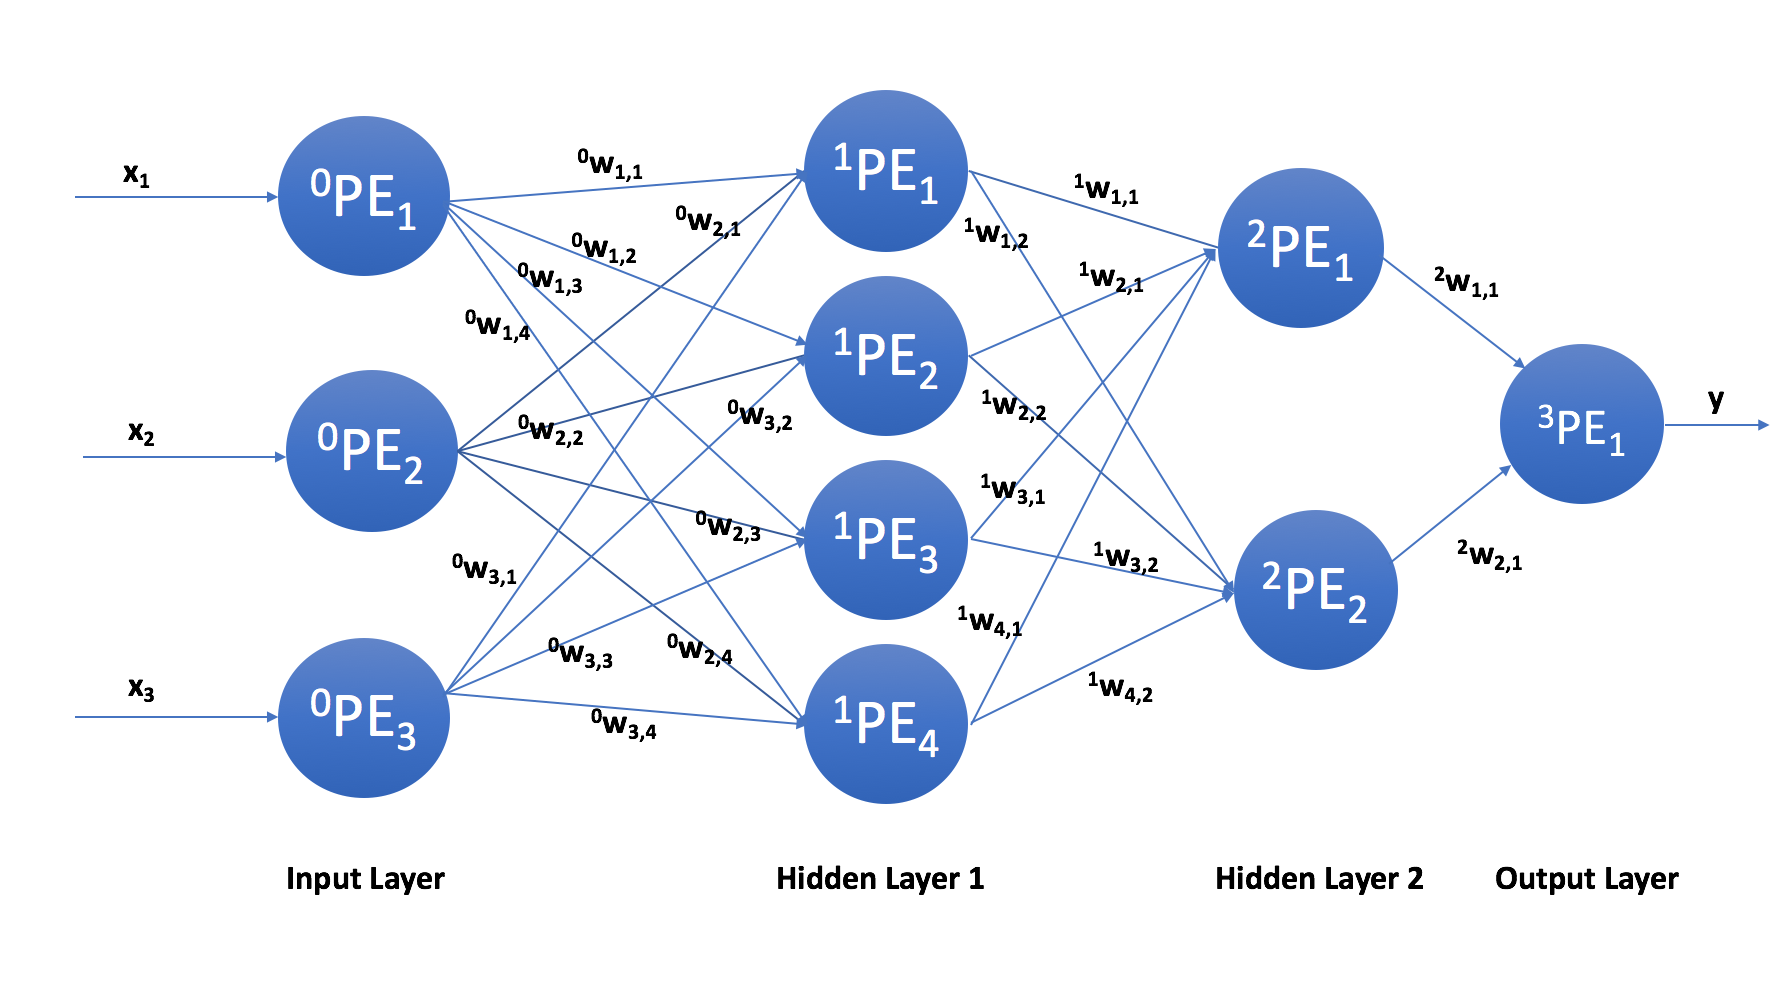 x₁
⁰PE₁
⁰w₁,₁
⁰w₂,₁
⁰w₁,₂
⁰w₁,₃
⁰w₁,₄
¹PE₁
¹w₁,₁
¹w₁,₂
¹w₂,₁
²PE₁
²w₁,₁
x₂
⁰PE₂
⁰w₂,₂
⁰w₃,₂
⁰w₂,₃
¹PE₂
¹w₂,₂
¹w₃,₁
³PE₁
y
⁰w₃,₁
¹PE₃
¹w₃,₂
¹w₄,₁
²PE₂
²w₂,₁
x₃
⁰PE₃
⁰w₃,₃
⁰w₂,₄
⁰w₃,₄
¹PE₄
¹w₄,₂
Input Layer
Hidden Layer 1
Hidden Layer 2
Output Layer